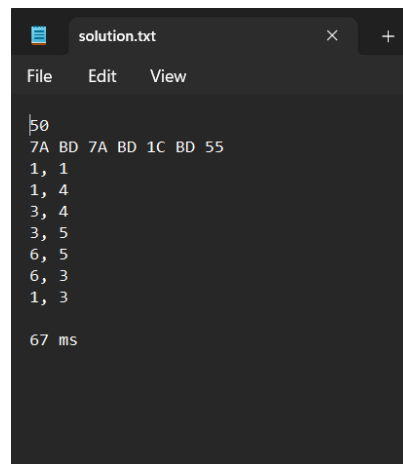 solution.txt
File Edit View
50
7A BD 7A BD 1C BD 55
1, 1
1, 4
3, 4
3, 5
6, 5
6, 3
1, 3
67 ms